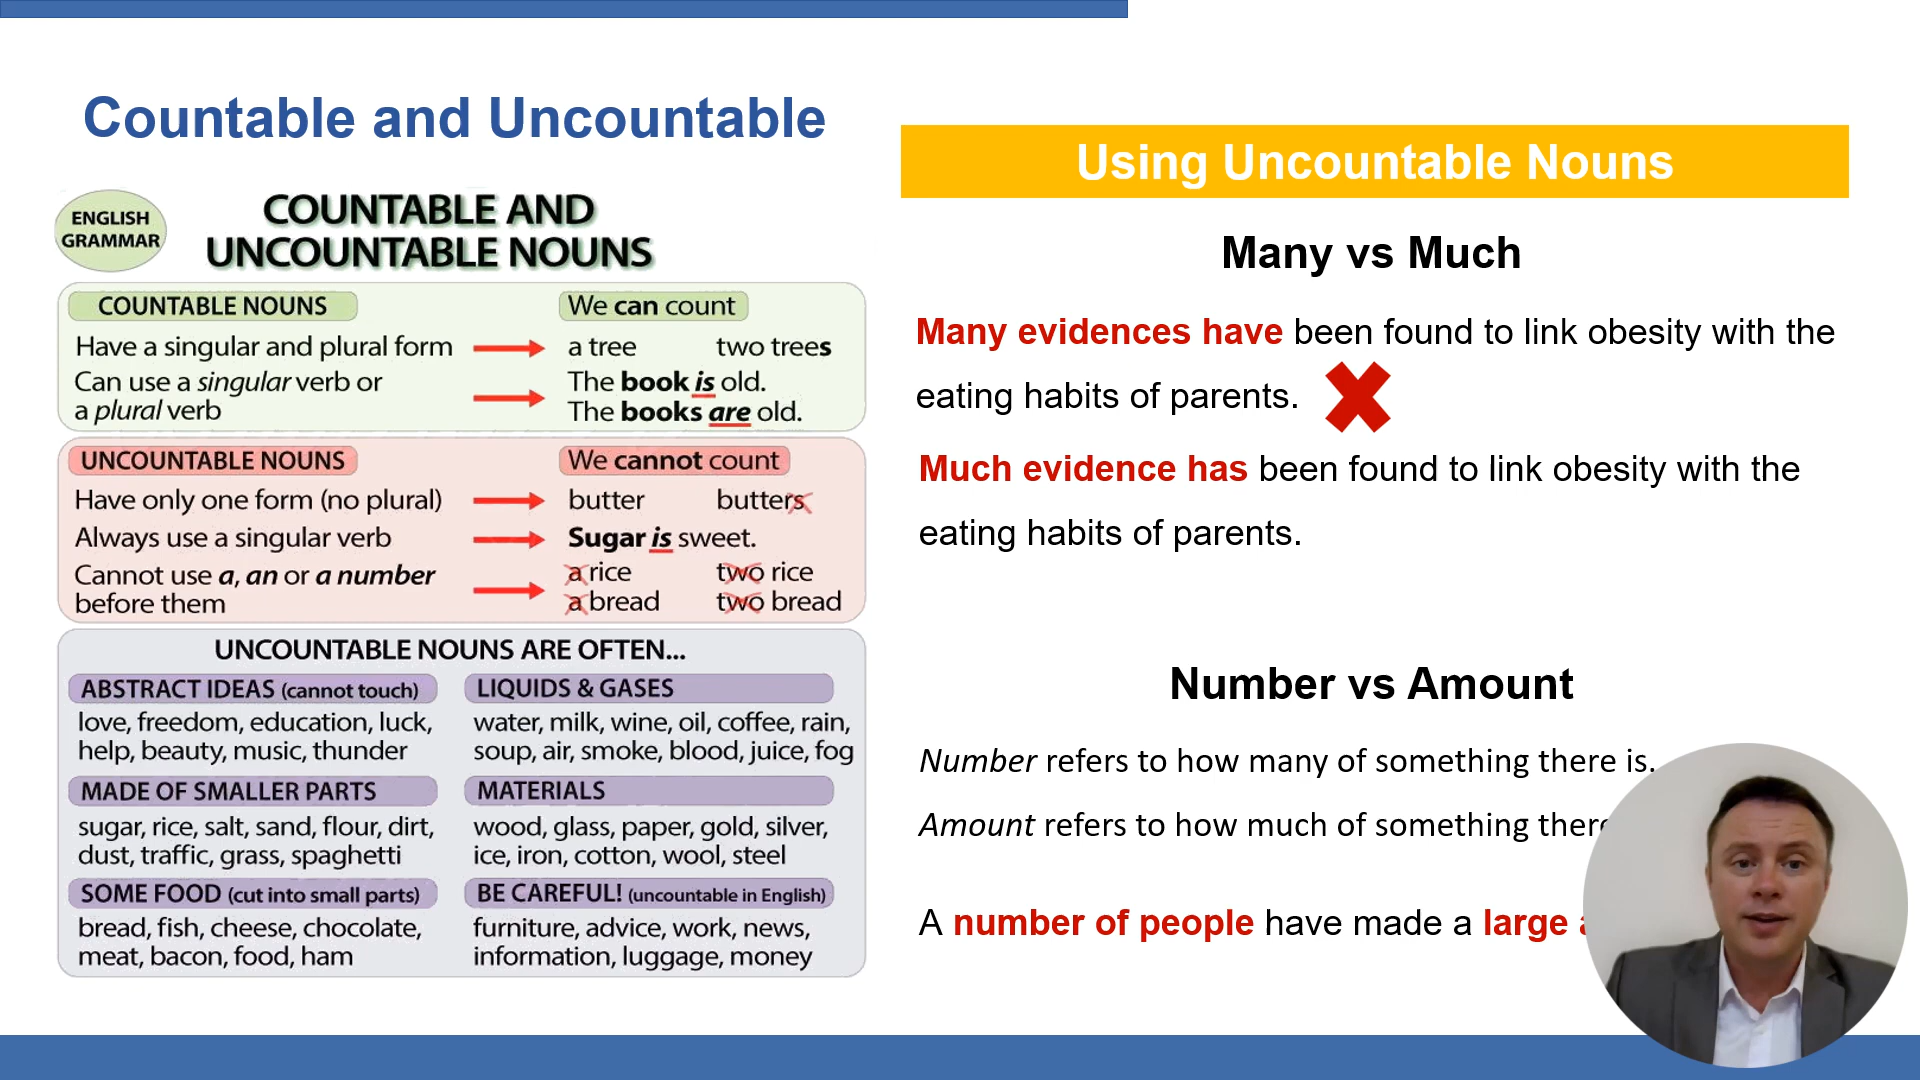 Countable and Uncountable
ENGLISH
GRAMMAR
COUNTABLE AND
UNCOUNTABLE NOUNS
COUNTABLE NOUNS
We can count
Have a singular and plural form
a tree
two trees
Can use a singular verb or
a plural verb
The book is old.
The books are old.
UNCOUNTABLE NOUNS
We cannot count
Have only one form (no plural)
butter
butters
Always use a singular verb
Sugar is sweet.
Cannot use a, an or a number
before them
a rice
two rice
a bread
two bread
UNCOUNTABLE NOUNS ARE OFTEN...
ABSTRACT IDEAS (cannot touch)
love, freedom, education, luck,
help, beauty, music, thunder
LIQUIDS & GASES
water, milk, wine, oil, coffee, rain,
soup, air, smoke, blood, juice, fog
MADE OF SMALLER PARTS
sugar, rice, salt, sand, flour, dirt,
dust, traffic, grass, spaghetti
MATERIALS
wood, glass, paper, gold, silver,
ice, iron, cotton, wool, steel
SOME FOOD (cut into small parts)
bread, fish, cheese, chocolate,
meat, bacon, food, ham
BE CAREFUL! (uncountable in English)
furniture, advice, work, news,
information, luggage, money
Using Uncountable Nouns
Many vs Much
Many evidences have been found to link obesity with the
eating habits of parents.
Much evidence has been found to link obesity with the
eating habits of parents.
Number vs Amount
Number refers to how many of something there is.
Amount refers to how much of something there
A number of people have made a large